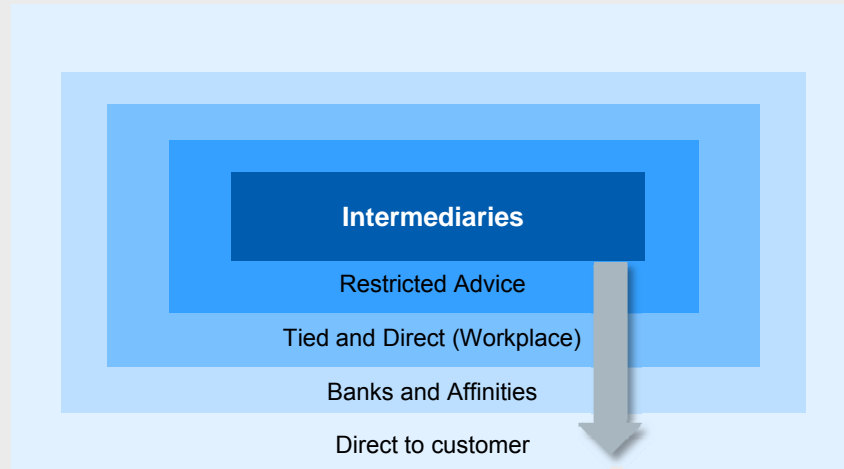 Intermediaries
Restricted Advice
Tied and Direct (Workplace)
Banks and Affinities
Direct to customer